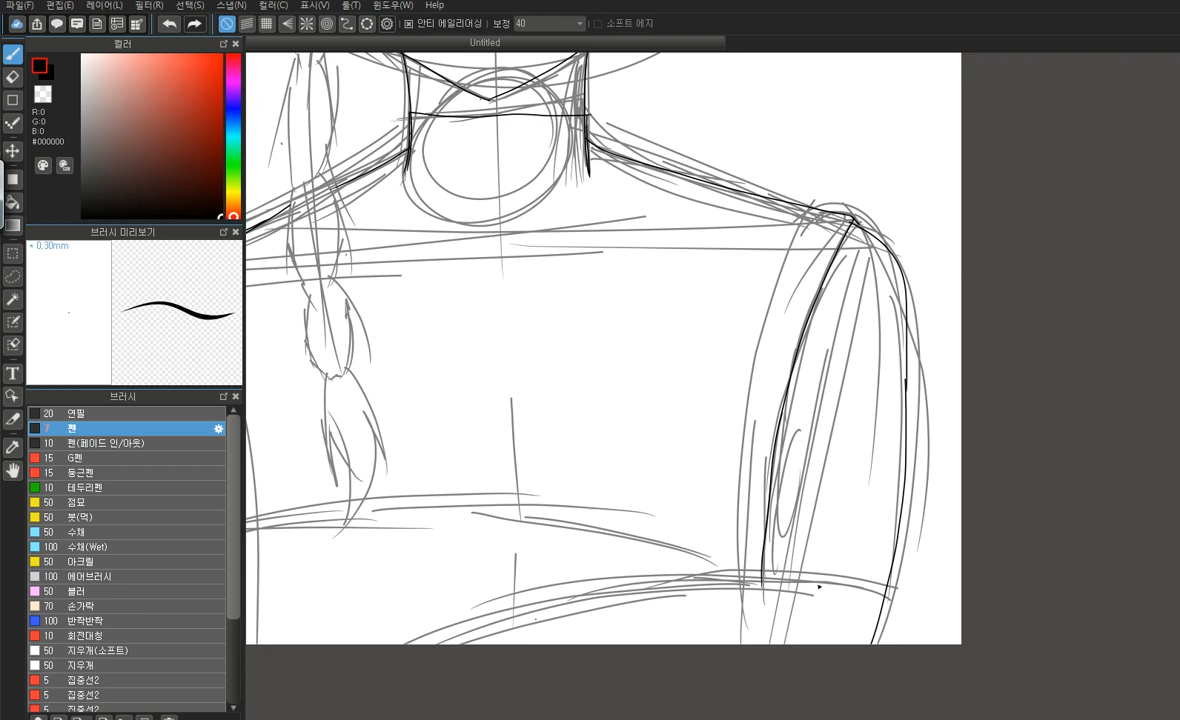 파일(F) 편집(E) 레이어(L) 필터(R) 선택(S) 스냅(N) 컬러(C) 표시(V) 툴(T) 윈도우(W) Help
안티 에일리어싱 보정 40 소프트 에지
컬러
Untitled
R:0
G:0
B:0
#000000
브러시 미리보기
* 0.30mm
브러시
20 연필
7 펜
10 펜(페이드 인/아웃)
15 G펜
15 둥근펜
10 테두리펜
50 점묘
50 붓(먹)
50 수채
100 수채(Wet)
50 아크릴
100 에어브러시
50 블러
70 손가락
100 반짝반짝
10 회전대칭
50 지우개(소프트)
50 지우개
5 집중선2
5 집중선2
5 집중선2
T